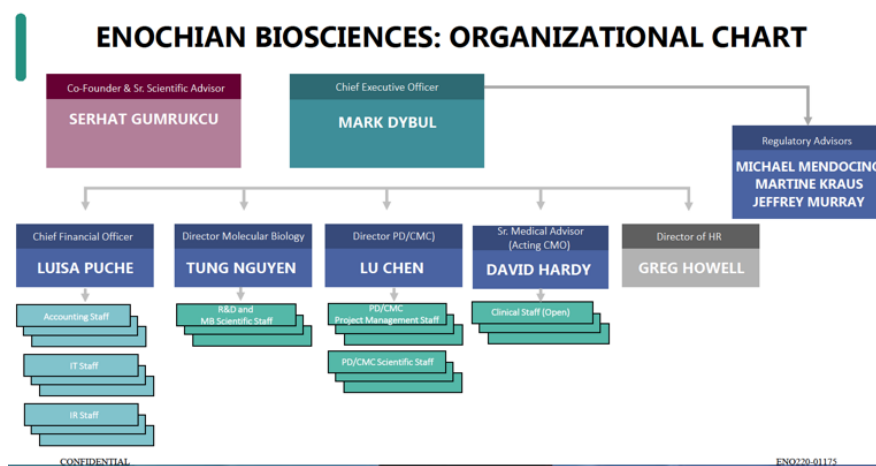 ENOCHIAN BIOSCIENCES: ORGANIZATIONAL CHART
Co-Founder & Sr. Scientific Advisor
SERHAT GUMRUKCU
Chief Executive Officer
MARK DYBUL
Regulatory Advisors
MICHAEL MENDOCINO
MARTINE KRAUS
JEFFREY MURRAY
Chief Financial Officer
LUISA PUCHE
Director Molecular Biology
TUNG NGUYEN
Director PD/CMC)
LU CHEN
Sr. Medical Advisor
(Acting CMO)
DAVID HARDY
Director of HR
GREG HOWELL
Accounting Staff
IT Staff
IR Staff
R&D and
MB Scientific Staff
PD/CMC
Project Management Staff
PD/CMC Scientific Staff
Clinical Staff (Open)
CONFIDENTIAL
ENO220-01175